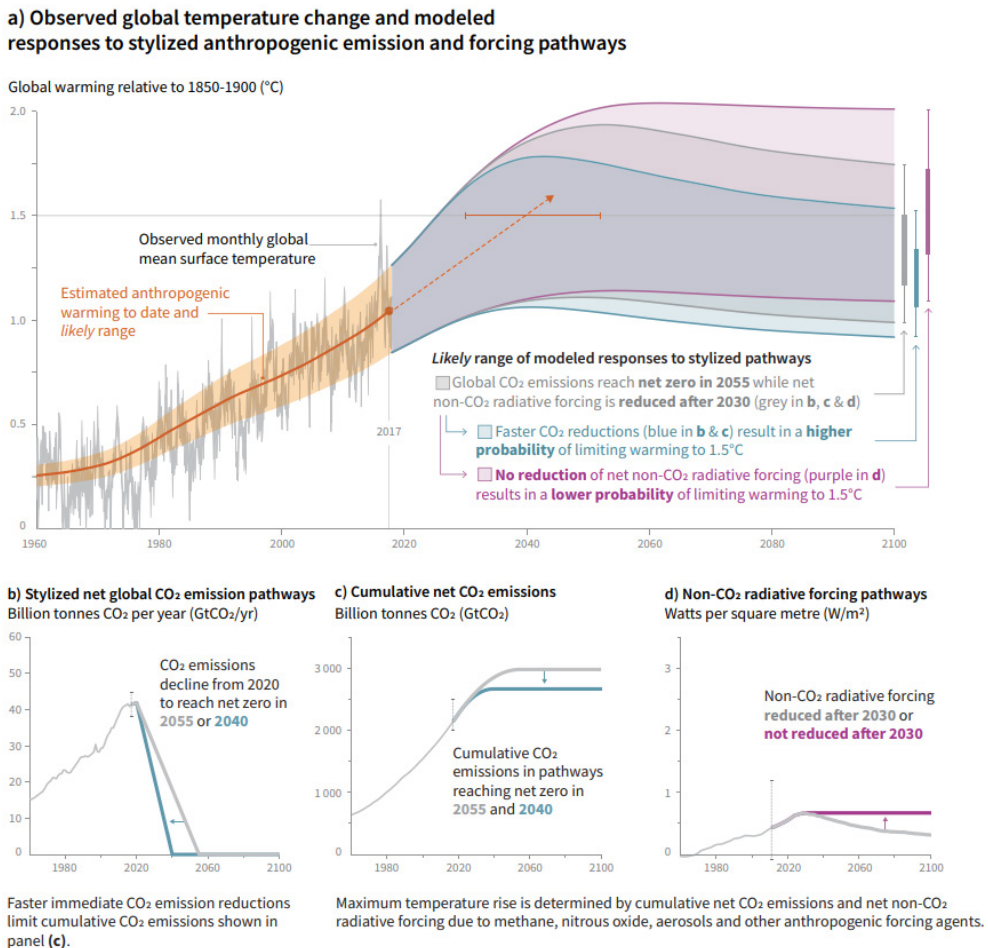 a) Observed global temperature change and modeled
responses to stylized anthropogenic emission and forcing pathways
Global warming relative to 1850-1900 (°C)
2.0
1.5
1.0
0.5
0
1960
1980
2000
2020
2040
2060
2080
2100
Observed monthly global
mean surface temperature
Estimated anthropogenic
warming to date and
likely range
2017
Likely range of modeled responses to stylized pathways
Global CO₂ emissions reach net zero in 2055 while net
non-CO₂ radiative forcing is reduced after 2030 (grey in b, c & d)
Faster CO₂ reductions (blue in b & c) result in a higher
probability of limiting warming to 1.5°C
No reduction of net non-CO₂ radiative forcing (purple in d)
results in a lower probability of limiting warming to 1.5°C
b) Stylized net global CO₂ emission pathways
Billion tonnes CO₂ per year (GtCO₂/yr)
60
50
40
30
20
10
0
1980
2020
2060
2100
CO₂ emissions
decline from 2020
to reach net zero in
2055 or 2040
Faster immediate CO₂ emission reductions
limit cumulative CO₂ emissions shown in
panel (c).
c) Cumulative net CO₂ emissions
Billion tonnes CO₂ (GtCO₂)
3 000
2 000
1 000
0
1980
2020
2060
2100
Cumulative CO₂
emissions in pathways
reaching net zero in
2055 and 2040
d) Non-CO₂ radiative forcing pathways
Watts per square metre (W/m²)
3
2
1
0
1980
2020
2060
2100
Non-CO₂ radiative forcing
reduced after 2030 or
not reduced after 2030
Maximum temperature rise is determined by cumulative net CO₂ emissions and net non-CO₂
radiative forcing due to methane, nitrous oxide, aerosols and other anthropogenic forcing agents.